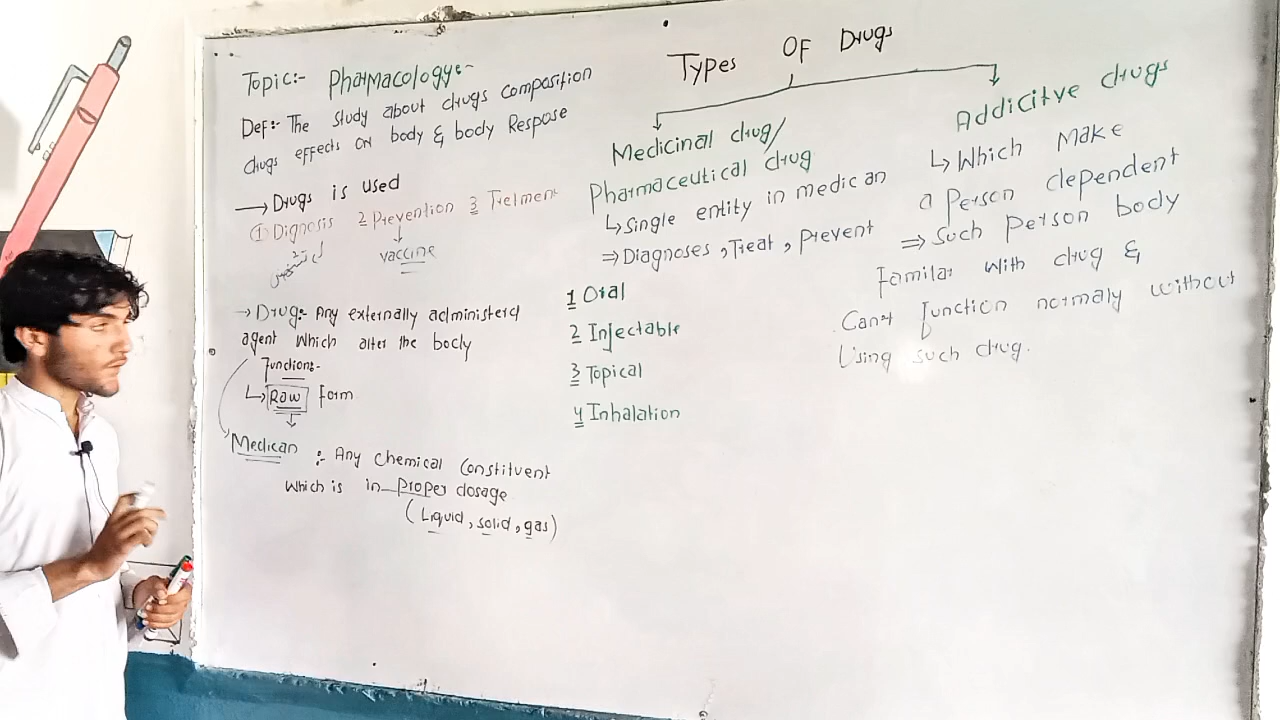 Topic:- Pharmacology:-
Def:- The study about drugs composition
drugs effects on body & body Respose
→ Drugs is used
① Dignosis 2 Prevention 3 Tretment
تشخیص
vaccine
→ Drug:- Any externally administerd
agent which alter the body
Function:-
↳ Raw form
Medican :- Any chemical constituent
which is in proper dosage
(Liquid, solid, gas)
Types OF Drugs
Medicinal drug/
Pharmaceutical drug
↳ Single entity in medican
⇒ Diagnoses, Treat, Prevent
1 Oral
2 Injectable
3 Topical
4 Inhalation
Addicitve drugs
↳ Which Make
a Person dependent
⇒ Such Person body
Familar with drug &
Can't function normaly without
Using such drug.